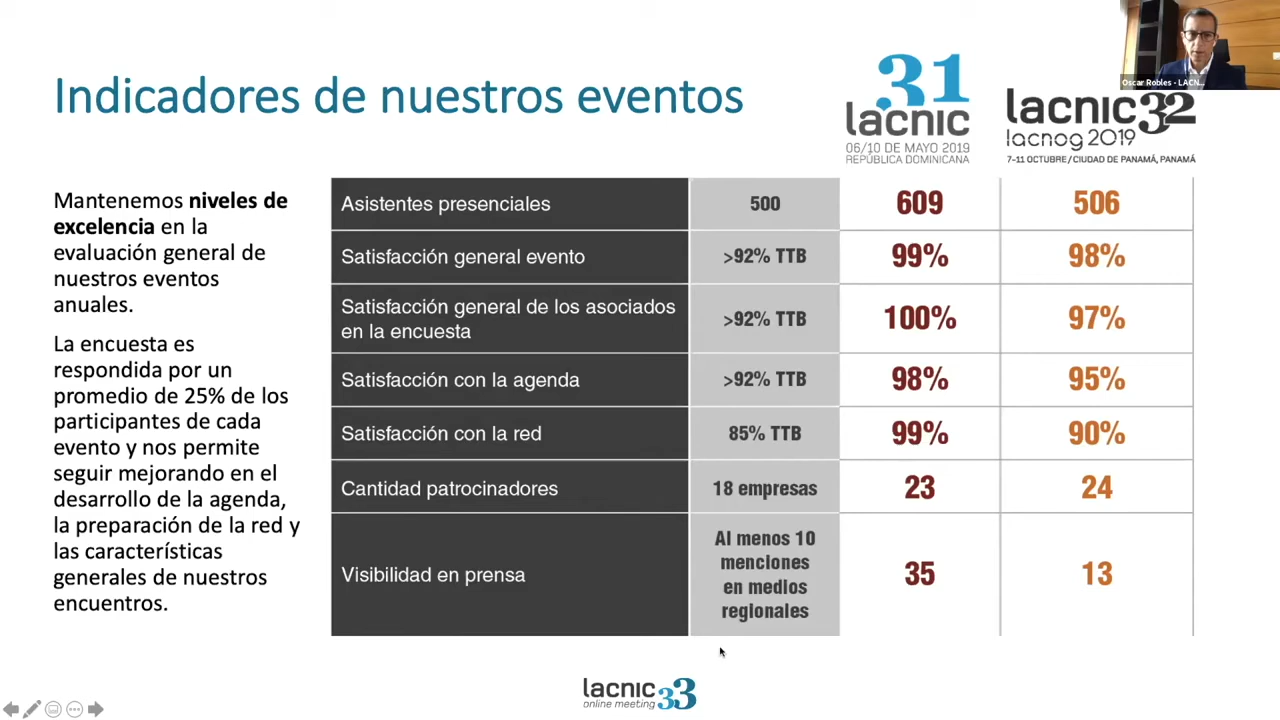 Oscar Robles - LACN...
Indicadores de nuestros eventos
31
lacnic
06/10 DE MAYO 2019
REPÚBLICA DOMINICANA
lacnic32
lacnog 2019
7-11 OCTUBRE/CIUDAD DE PANAMÁ, PANAMÁ
Mantenemos niveles de
excelencia en la
evaluación general de
nuestros eventos
anuales.
La encuesta es
respondida por un
promedio de 25% de los
participantes de cada
evento y nos permite
seguir mejorando en el
desarrollo de la agenda,
la preparación de la red y
las características
generales de nuestros
encuentros.
Asistentes presenciales 500 609 506
Satisfacción general evento >92% TTB 99% 98%
Satisfacción general de los asociados
en la encuesta >92% TTB 100% 97%
Satisfacción con la agenda >92% TTB 98% 95%
Satisfacción con la red 85% TTB 99% 90%
Cantidad patrocinadores 18 empresas 23 24
Visibilidad en prensa
Al menos 10
menciones
en medios
regionales
35 13
lacnic 33
online meeting